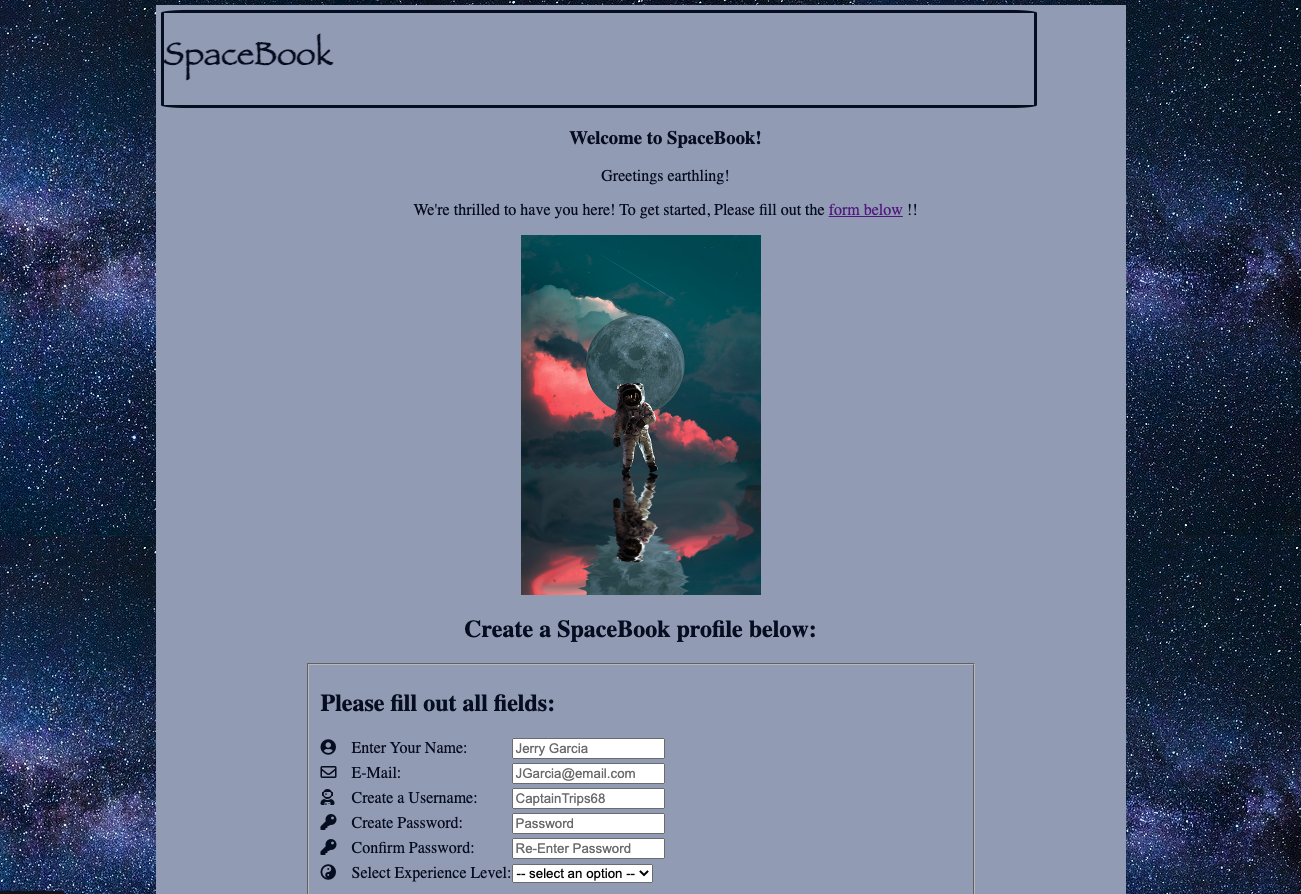 SpaceBook
Welcome to SpaceBook!
Greetings earthling!
We're thrilled to have you here! To get started, Please fill out the form below !!
Create a SpaceBook profile below:
Please fill out all fields:
Enter Your Name: Jerry Garcia
E-Mail: JGarcia@email.com
Create a Username: CaptainTrips68
Create Password: Password
Confirm Password: Re-Enter Password
Select Experience Level: -- select an option --